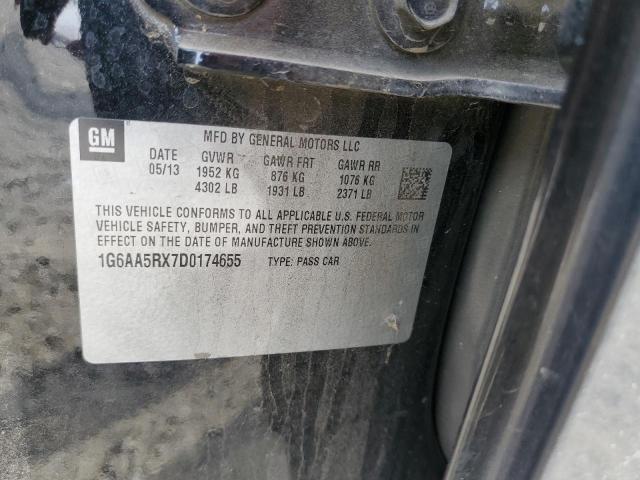 GM
MFD BY GENERAL MOTORS LLC
DATE GVWR GAWR FRT GAWR RR
05/13 1952 KG 876 KG 1076 KG
4302 LB 1931 LB 2371 LB
THIS VEHICLE CONFORMS TO ALL APPLICABLE U.S. FEDERAL MOTOR
VEHICLE SAFETY, BUMPER, AND THEFT PREVENTION STANDARDS IN
EFFECT ON THE DATE OF MANUFACTURE SHOWN ABOVE.
1G6AA5RX7D0174655 TYPE: PASS CAR